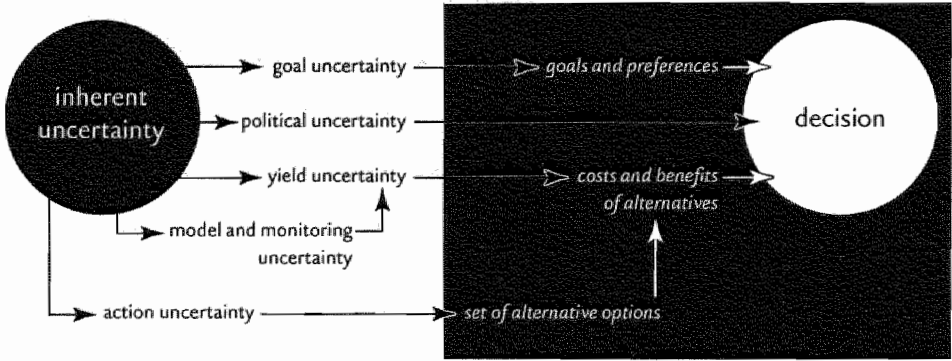 inherent
uncertainty
goal uncertainty
goals and preferences
political uncertainty
decision
yield uncertainty
costs and benefits
of alternatives
model and monitoring
uncertainty
action uncertainty
set of alternative options